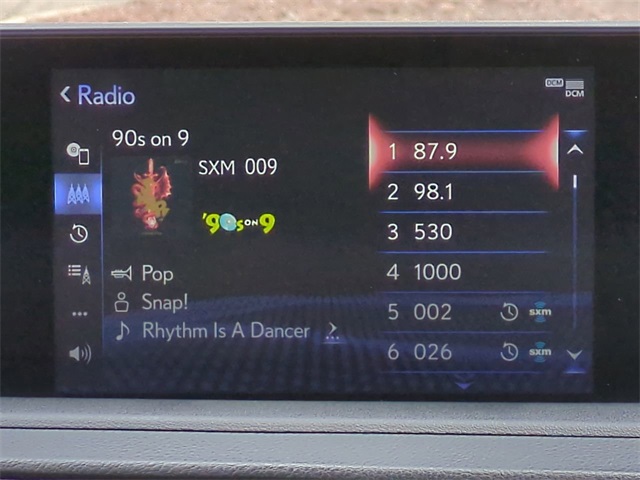 Radio
DCM
DCM
90s on 9
SXM 009
'90s ON 9
Pop
Snap!
Rhythm Is A Dancer
1 87.9
2 98.1
3 530
4 1000
5 002 sxm
6 026 sxm